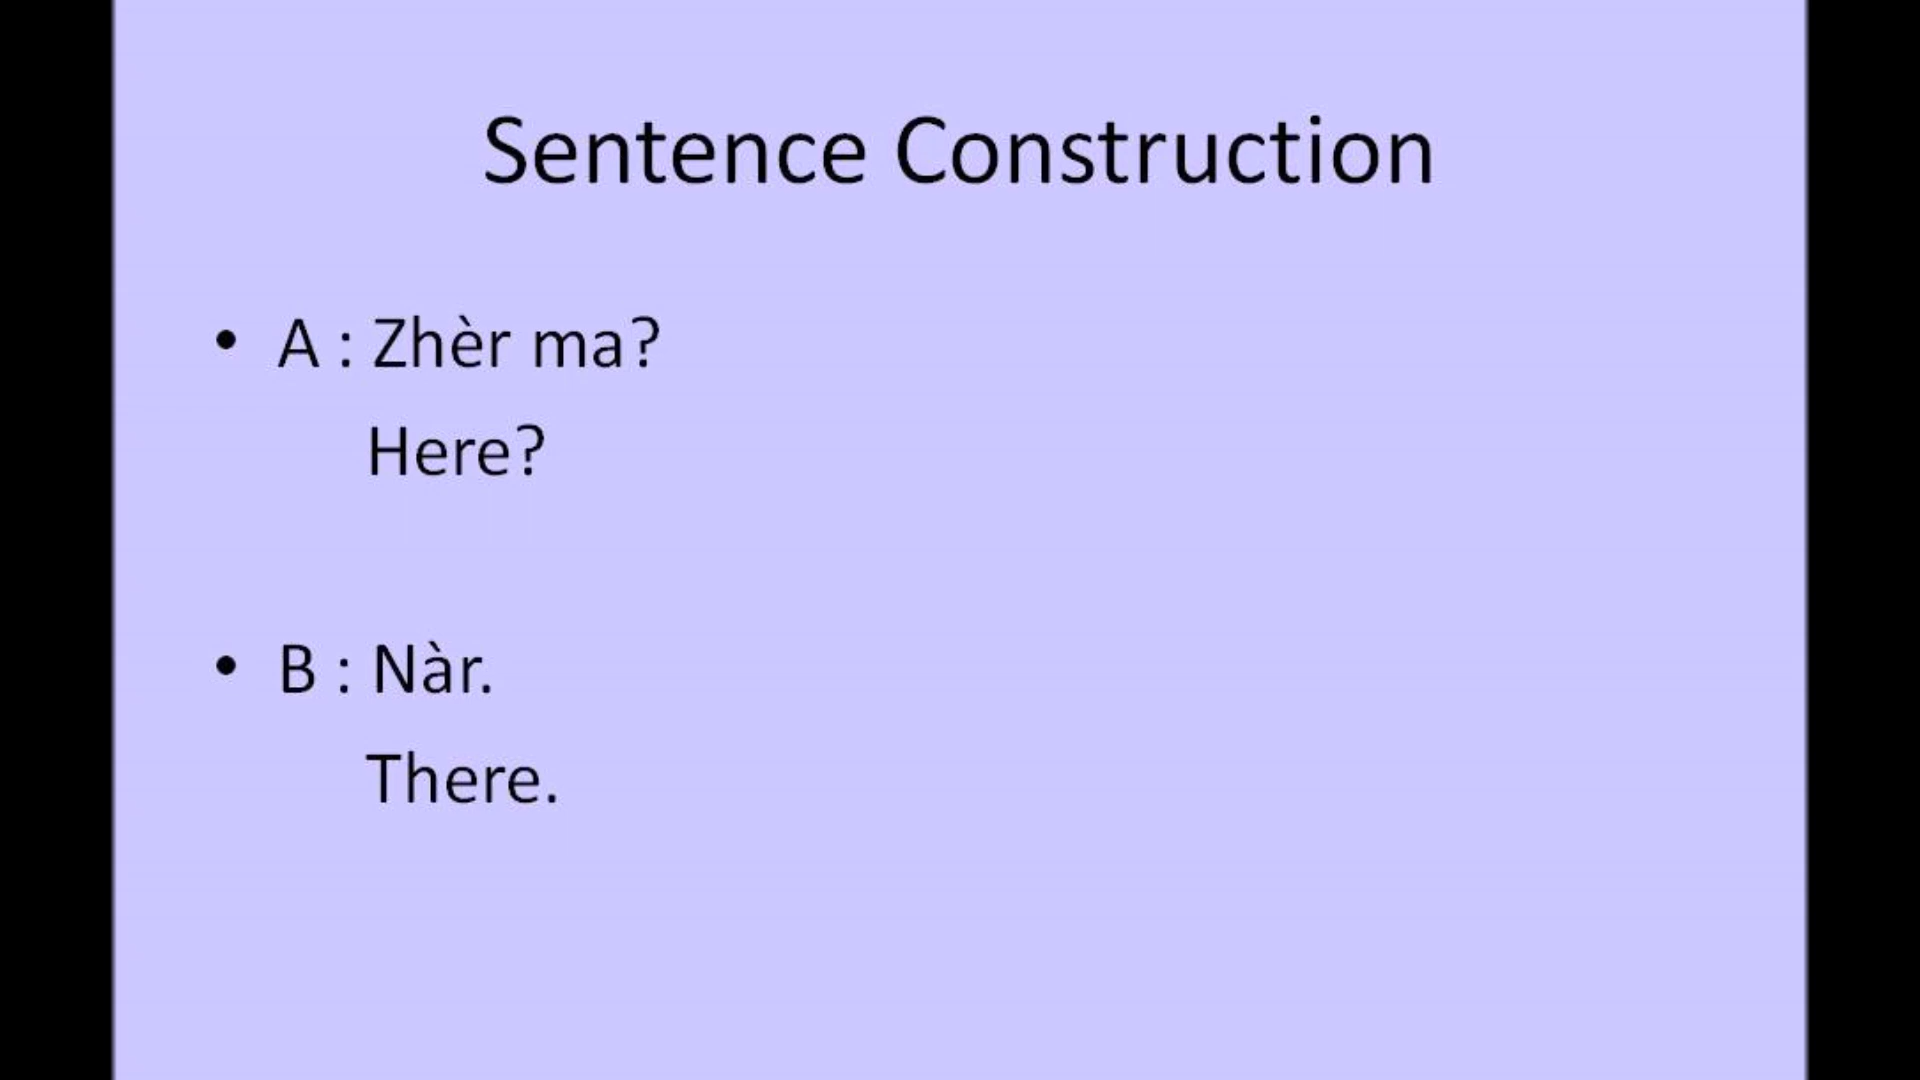 Sentence Construction
• A : Zhèr ma?
Here?
• B : Nàr.
There.